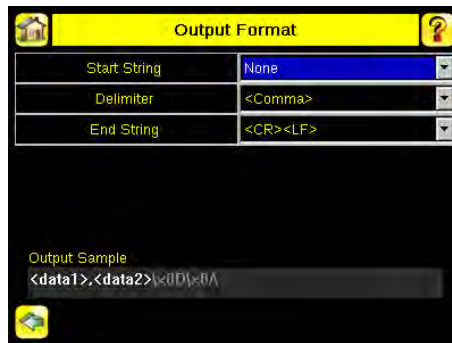 Output Format
?
Start String None
Delimiter <Comma>
End String <CR><LF>
Output Sample
<data1>,<data2>\x0D\x0A